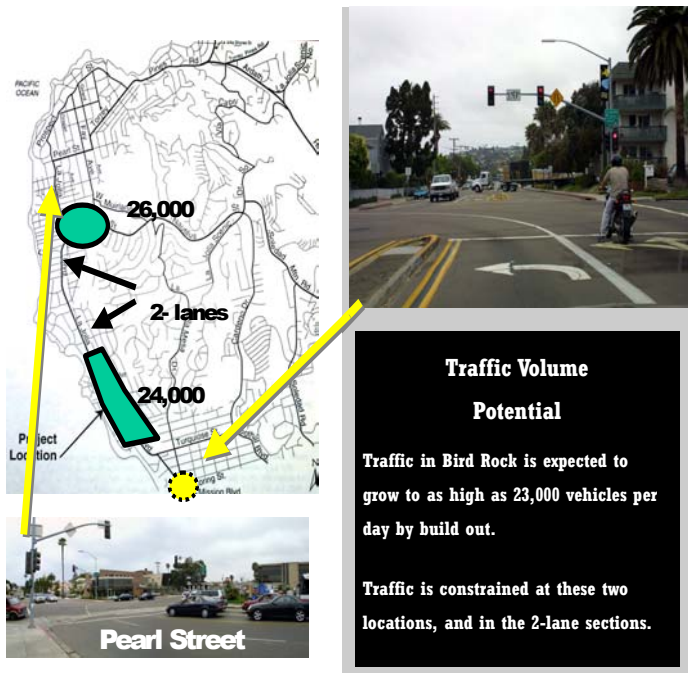 PACIFIC
OCEAN
Pearl St.
26,000
2- lanes
24,000
Project
Location
Turquoise
Mission Blvd
Pearl Street
Traffic Volume
Potential
Traffic in Bird Rock is expected to
grow to as high as 23,000 vehicles per
day by build out.
Traffic is constrained at these two
locations, and in the 2-lane sections.